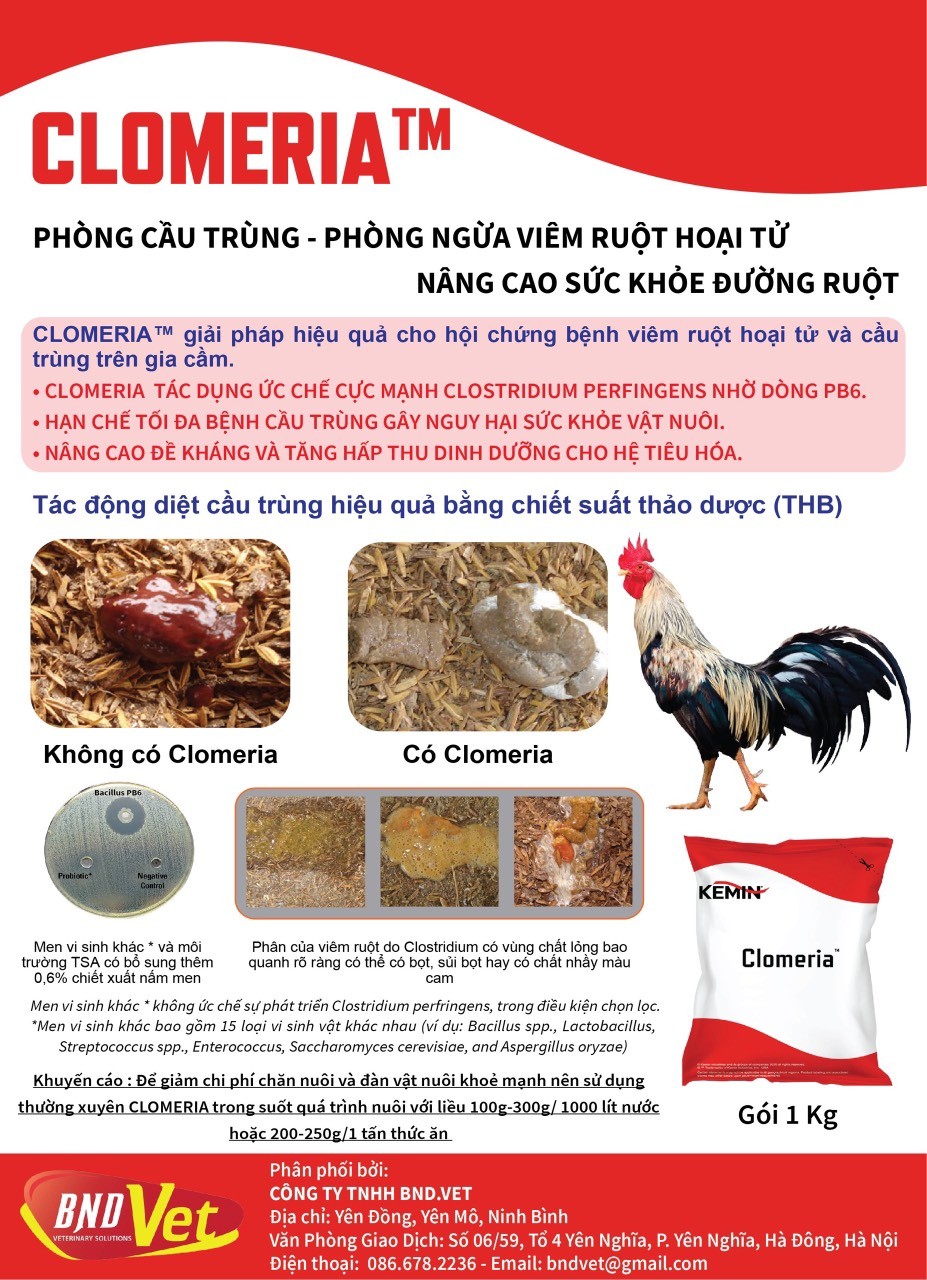 CLOMERIA™
PHÒNG CẦU TRÙNG - PHÒNG NGỪA VIÊM RUỘT HOẠI TỬ
NÂNG CAO SỨC KHỎE ĐƯỜNG RUỘT
CLOMERIA™ giải pháp hiệu quả cho hội chứng bệnh viêm ruột hoại tử và cầu
trùng trên gia cầm.
• CLOMERIA TÁC DỤNG ỨC CHẾ CỰC MẠNH CLOSTRIDIUM PERFINGENS NHỜ DÒNG PB6.
• HẠN CHẾ TỐI ĐA BỆNH CẦU TRÙNG GÂY NGUY HẠI SỨC KHỎE VẬT NUÔI.
• NÂNG CAO ĐỀ KHÁNG VÀ TĂNG HẤP THU DINH DƯỠNG CHO HỆ TIÊU HÓA.
Tác động diệt cầu trùng hiệu quả bằng chiết suất thảo dược (THB)
Không có Clomeria
Có Clomeria
Bacillus PB6
Probiotic*
Negative
Control
Men vi sinh khác * và môi
trường TSA có bổ sung thêm
0,6% chiết xuất nấm men
Phân của viêm ruột do Clostridium có vùng chất lỏng bao
quanh rõ ràng có thể có bọt, sủi bọt hay có chất nhầy màu
cam
KEMIN
Clomeria™
Men vi sinh khác * không ức chế sự phát triển Clostridium perfringens, trong điều kiện chọn lọc.
*Men vi sinh khác bao gồm 15 loại vi sinh vật khác nhau (ví dụ: Bacillus spp., Lactobacillus,
Streptococcus spp., Enterococcus, Saccharomyces cerevisiae, and Aspergillus oryzae)
Khuyến cáo : Để giảm chi phí chăn nuôi và đàn vật nuôi khoẻ mạnh nên sử dụng
thường xuyên CLOMERIA trong suốt quá trình nuôi với liều 100g-300g/ 1000 lít nước
hoặc 200-250g/1 tấn thức ăn
Gói 1 Kg
BND Vet
VETERINARY SOLUTIONS
Phân phối bởi:
CÔNG TY TNHH BND.VET
Địa chỉ: Yên Đồng, Yên Mô, Ninh Bình
Văn Phòng Giao Dịch: Số 06/59, Tổ 4 Yên Nghĩa, P. Yên Nghĩa, Hà Đông, Hà Nội
Điện thoại: 086.678.2236 - Email: bndvet@gmail.com